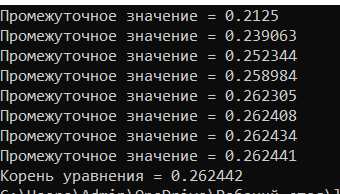 Промежуточное значение = 0.2125
Промежуточное значение = 0.239063
Промежуточное значение = 0.252344
Промежуточное значение = 0.258984
Промежуточное значение = 0.262305
Промежуточное значение = 0.262408
Промежуточное значение = 0.262434
Промежуточное значение = 0.262441
Корень уравнения = 0.262442